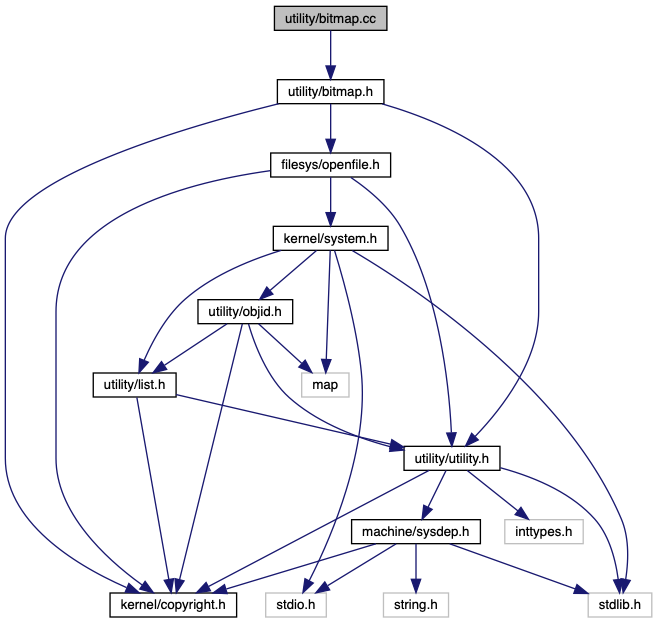 utility/bitmap.cc
utility/bitmap.h
filesys/openfile.h
kernel/system.h
utility/objid.h
utility/list.h
map
utility/utility.h
machine/sysdep.h
inttypes.h
kernel/copyright.h
stdio.h
string.h
stdlib.h